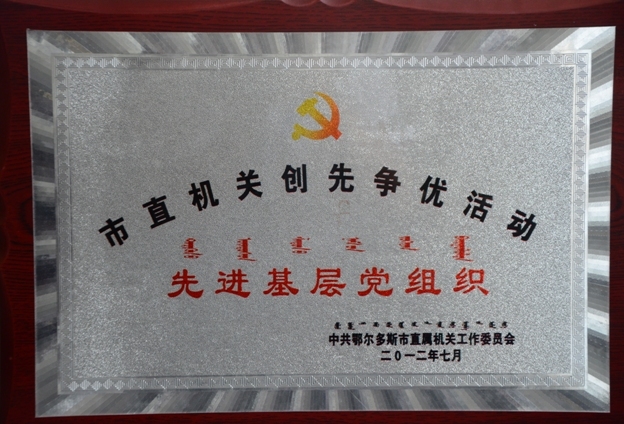 市直机关创先争优活动
先进基层党组织
中共鄂尔多斯市直属机关工作委员会
二〇一二年七月